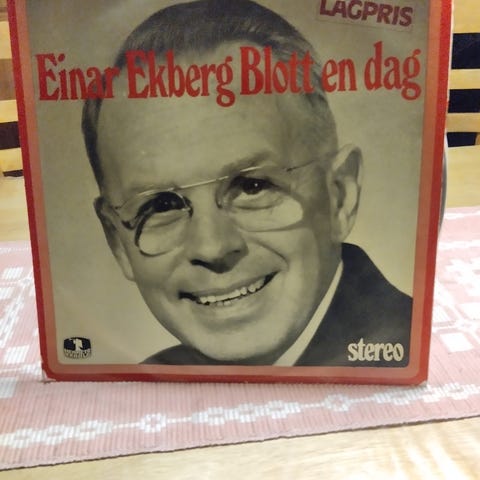 LÅGPRIS
Einar Ekberg Blott en dag
stereo